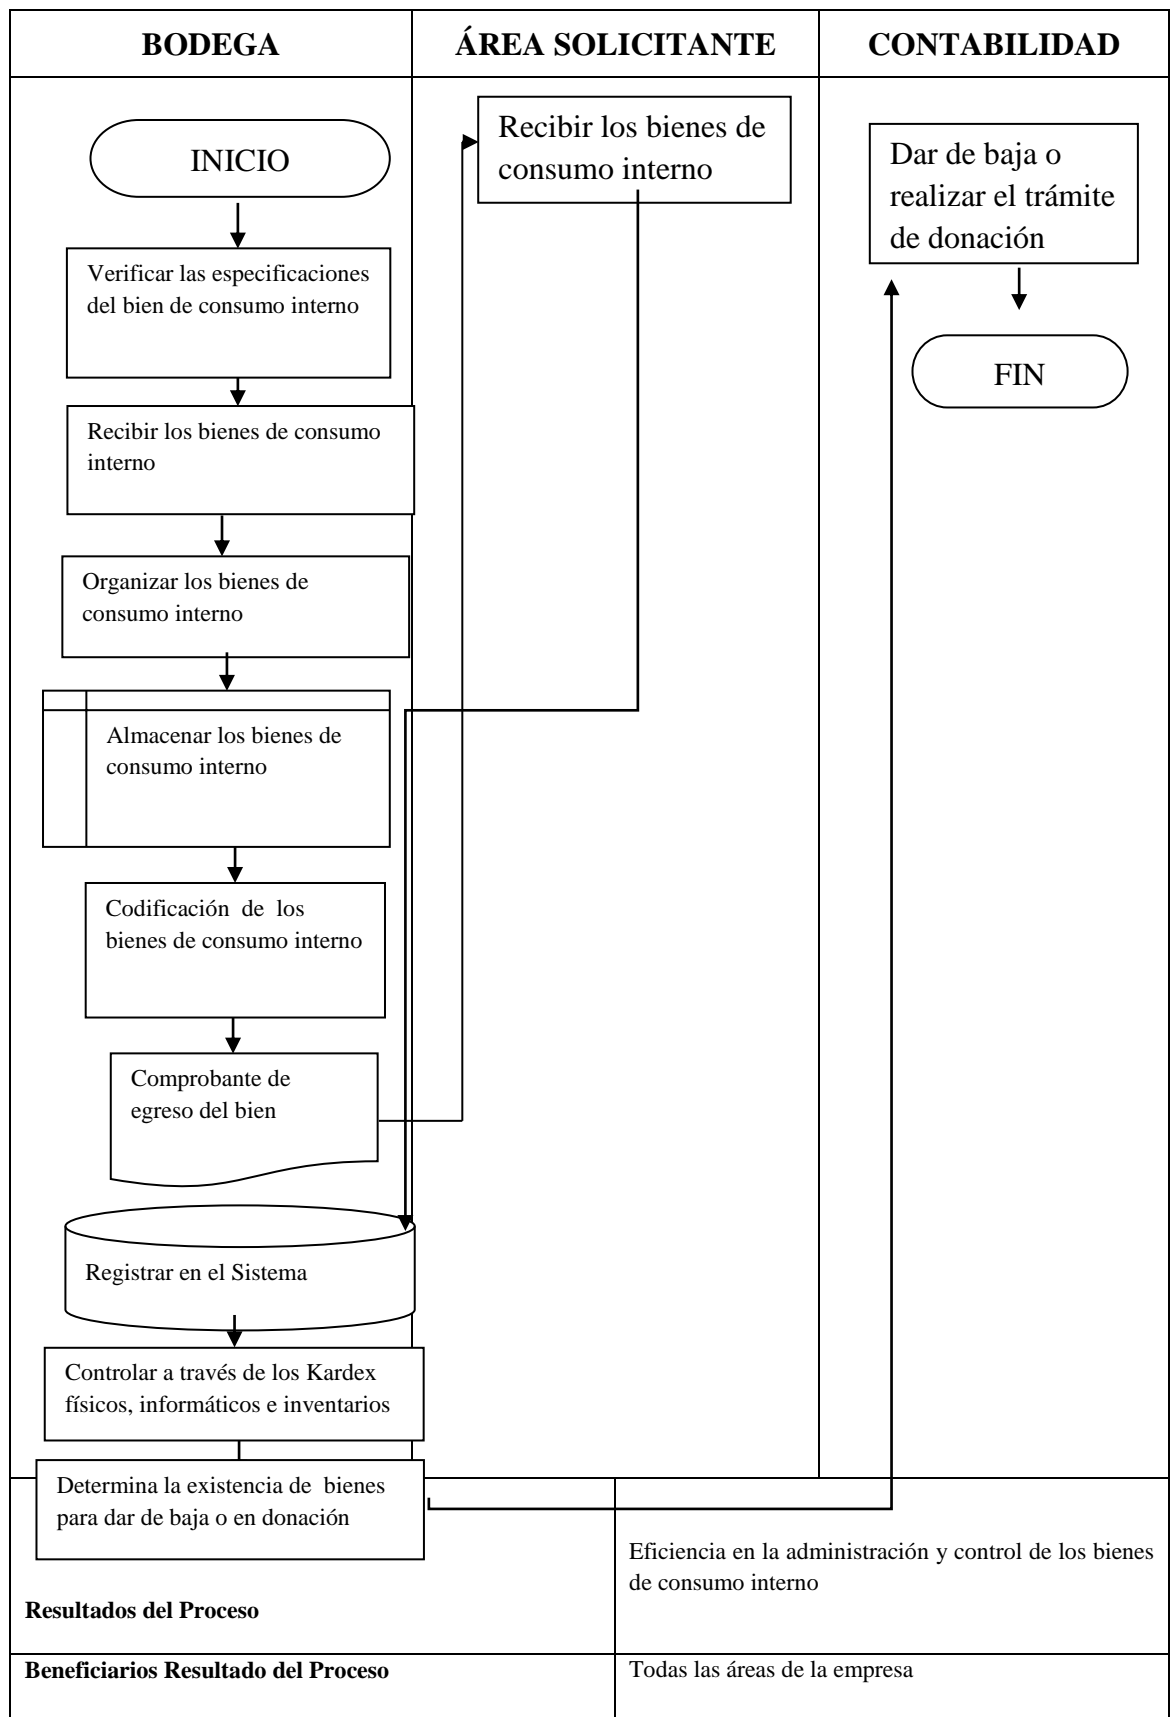 BODEGA
ÁREA SOLICITANTE
CONTABILIDAD
INICIO
Verificar las especificaciones
del bien de consumo interno
Recibir los bienes de consumo
interno
Organizar los bienes de
consumo interno
Almacenar los bienes de
consumo interno
Codificación de los
bienes de consumo interno
Comprobante de
egreso del bien
Recibir los bienes de
consumo interno
Registrar en el Sistema
Controlar a través de los Kardex
físicos, informáticos e inventarios
Determina la existencia de bienes
para dar de baja o en donación
Dar de baja o
realizar el trámite
de donación
FIN
Resultados del Proceso
Eficiencia en la administración y control de los bienes
de consumo interno
Beneficiarios Resultado del Proceso
Todas las áreas de la empresa